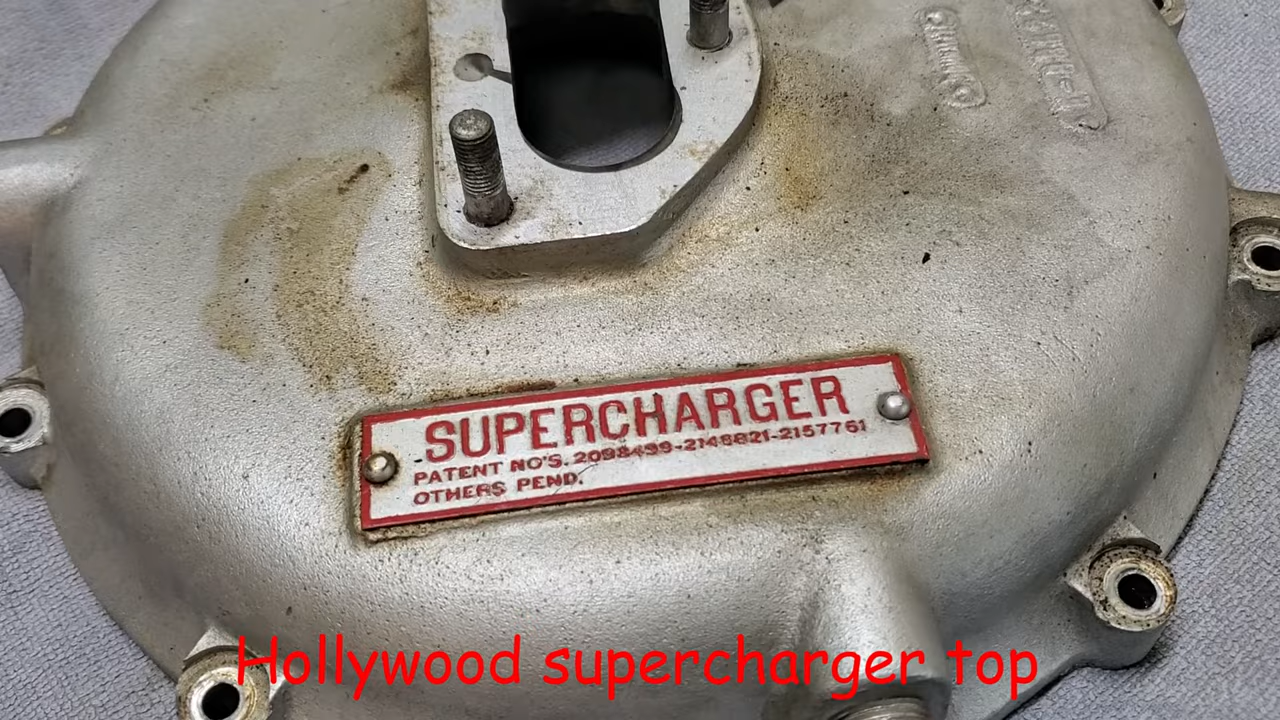 SUPERCHARGER
PATENT NO'S. 2098499-2148821-2157761
OTHERS PEND.
Hollywood supercharger top